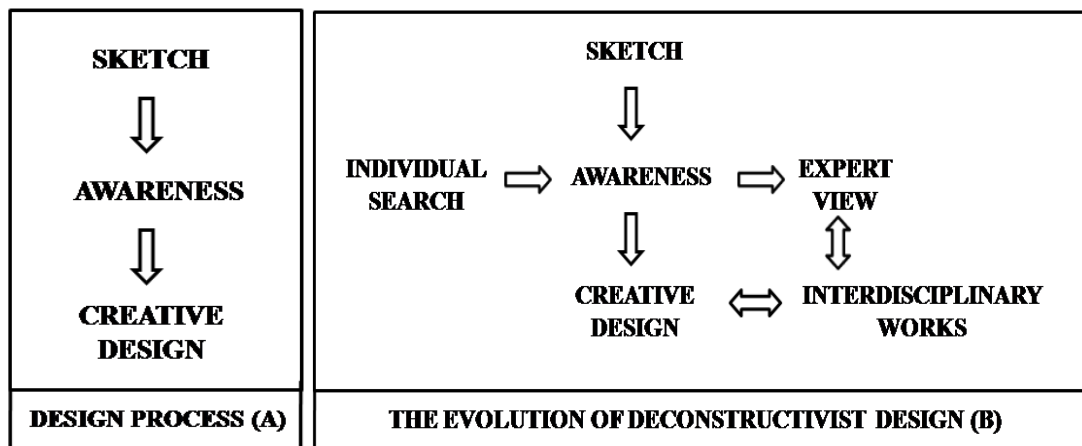 SKETCH
AWARENESS
CREATIVE
DESIGN
DESIGN PROCESS (A)
SKETCH
INDIVIDUAL
SEARCH
AWARENESS
EXPERT
VIEW
CREATIVE
DESIGN
INTERDISCIPLINARY
WORKS
THE EVOLUTION OF DECONSTRUCTIVIST DESIGN (B)